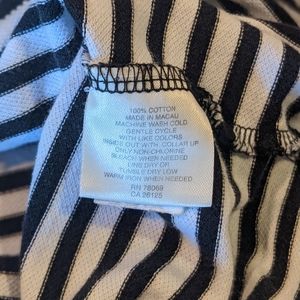 100% COTTON
MADE IN MACAU
MACHINE WASH COLD
GENTLE CYCLE
WITH LIKE COLORS
INSIDE OUT WITH COLLAR UP
ONLY NON-CHLORINE
BLEACH WHEN NEEDED
LINE DRY OR
TUMBLE DRY LOW
WARM IRON WHEN NEEDED
RN 78069
CA 26125